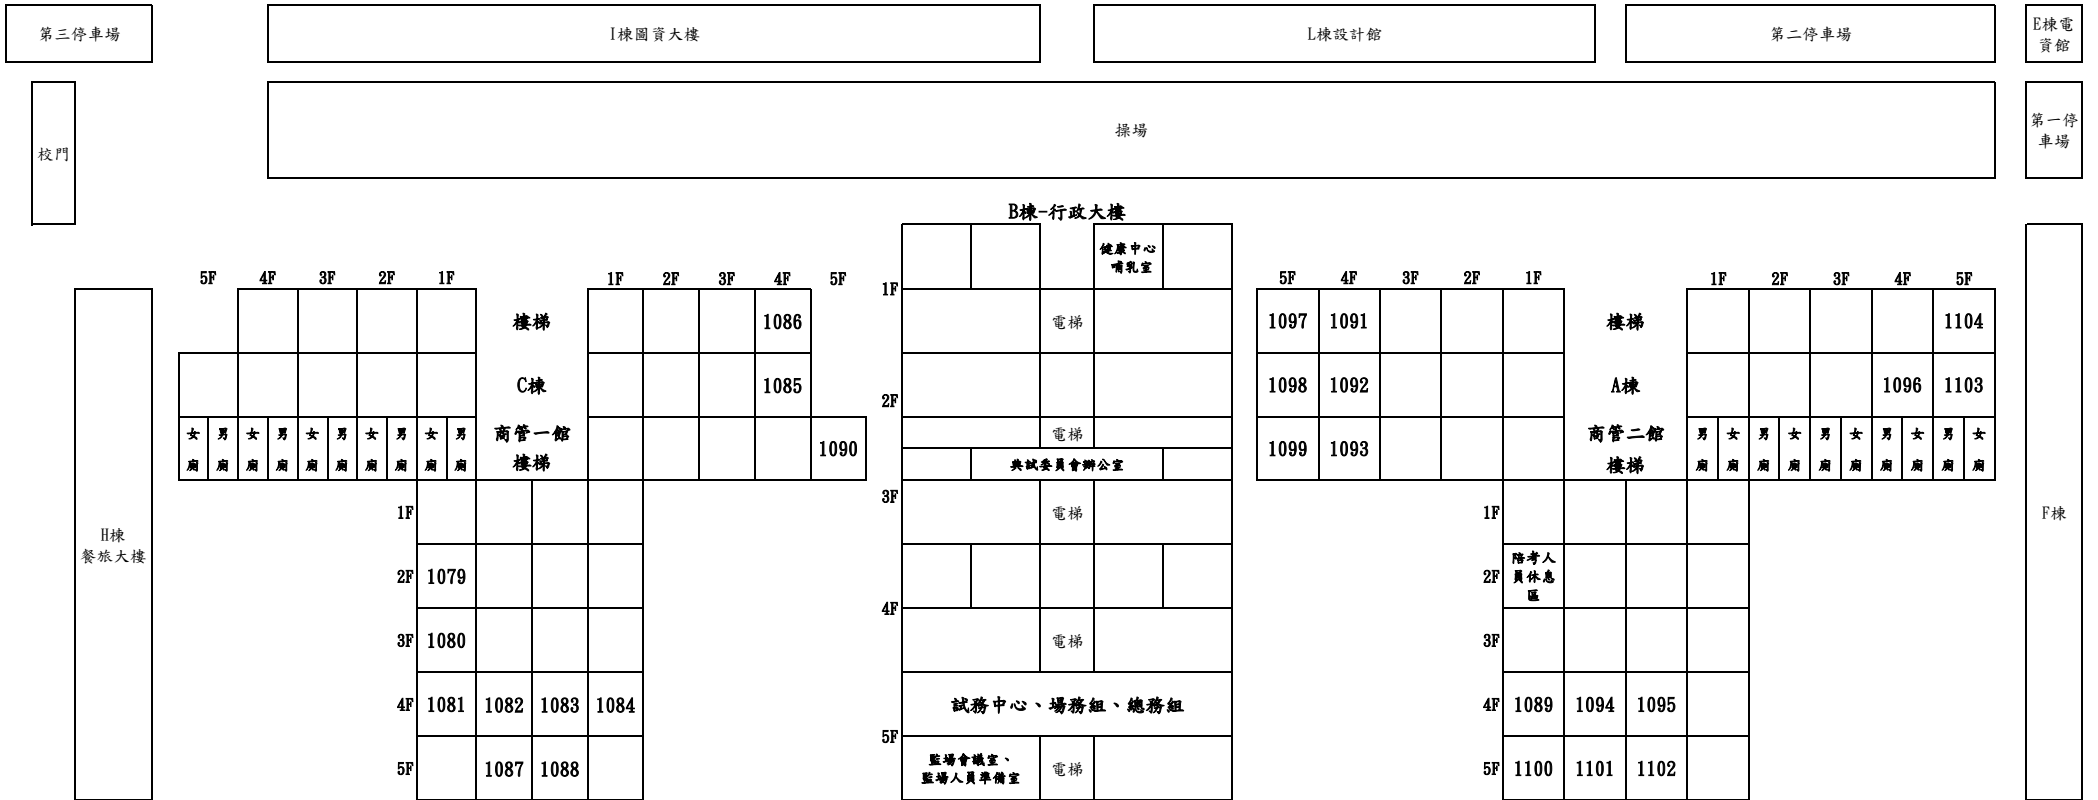 第三停車場
I棟圖資大樓
L棟設計館
第二停車場
E棟電
資館
校門
操場
第一停
車場
B棟-行政大樓
健康中心
哺乳室
5F 4F 3F 2F 1F
1F 2F 3F 4F 5F
1F
5F 4F 3F 2F 1F
1F 2F 3F 4F 5F
樓梯
1086
電梯
1097 1091
樓梯
1104
C棟
1085
2F
1098 1092
A棟
1096 1103
女廁 男廁 女廁 男廁 女廁 男廁 女廁 男廁 女廁 男廁
商管一館
樓梯
1090
電梯
典試委員會辦公室
1099 1093
商管二館
樓梯
男廁 女廁 男廁 女廁 男廁 女廁 男廁 女廁 男廁 女廁
H棟
餐旅大樓
1F
3F
電梯
1F
F棟
2F 1079
2F
陪考人
員休息
區
4F
3F 1080
電梯
3F
4F 1081 1082 1083 1084
試務中心、場務組、總務組
4F 1089 1094 1095
5F
5F 1087 1088
監場會議室、
監場人員準備室
電梯
5F 1100 1101 1102